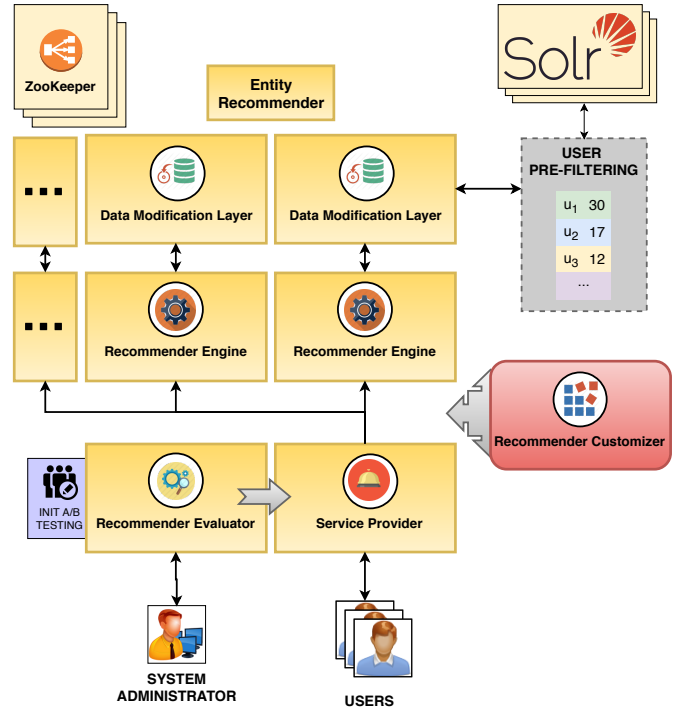 ZooKeeper
Entity
Recommender
Solr
USER
PRE-FILTERING
u1 30
u2 17
u3 12
...
...
Data Modification Layer
Data Modification Layer
...
Recommender Engine
Recommender Engine
Recommender Customizer
INIT A/B
TESTING
Recommender Evaluator
Service Provider
SYSTEM
ADMINISTRATOR
USERS